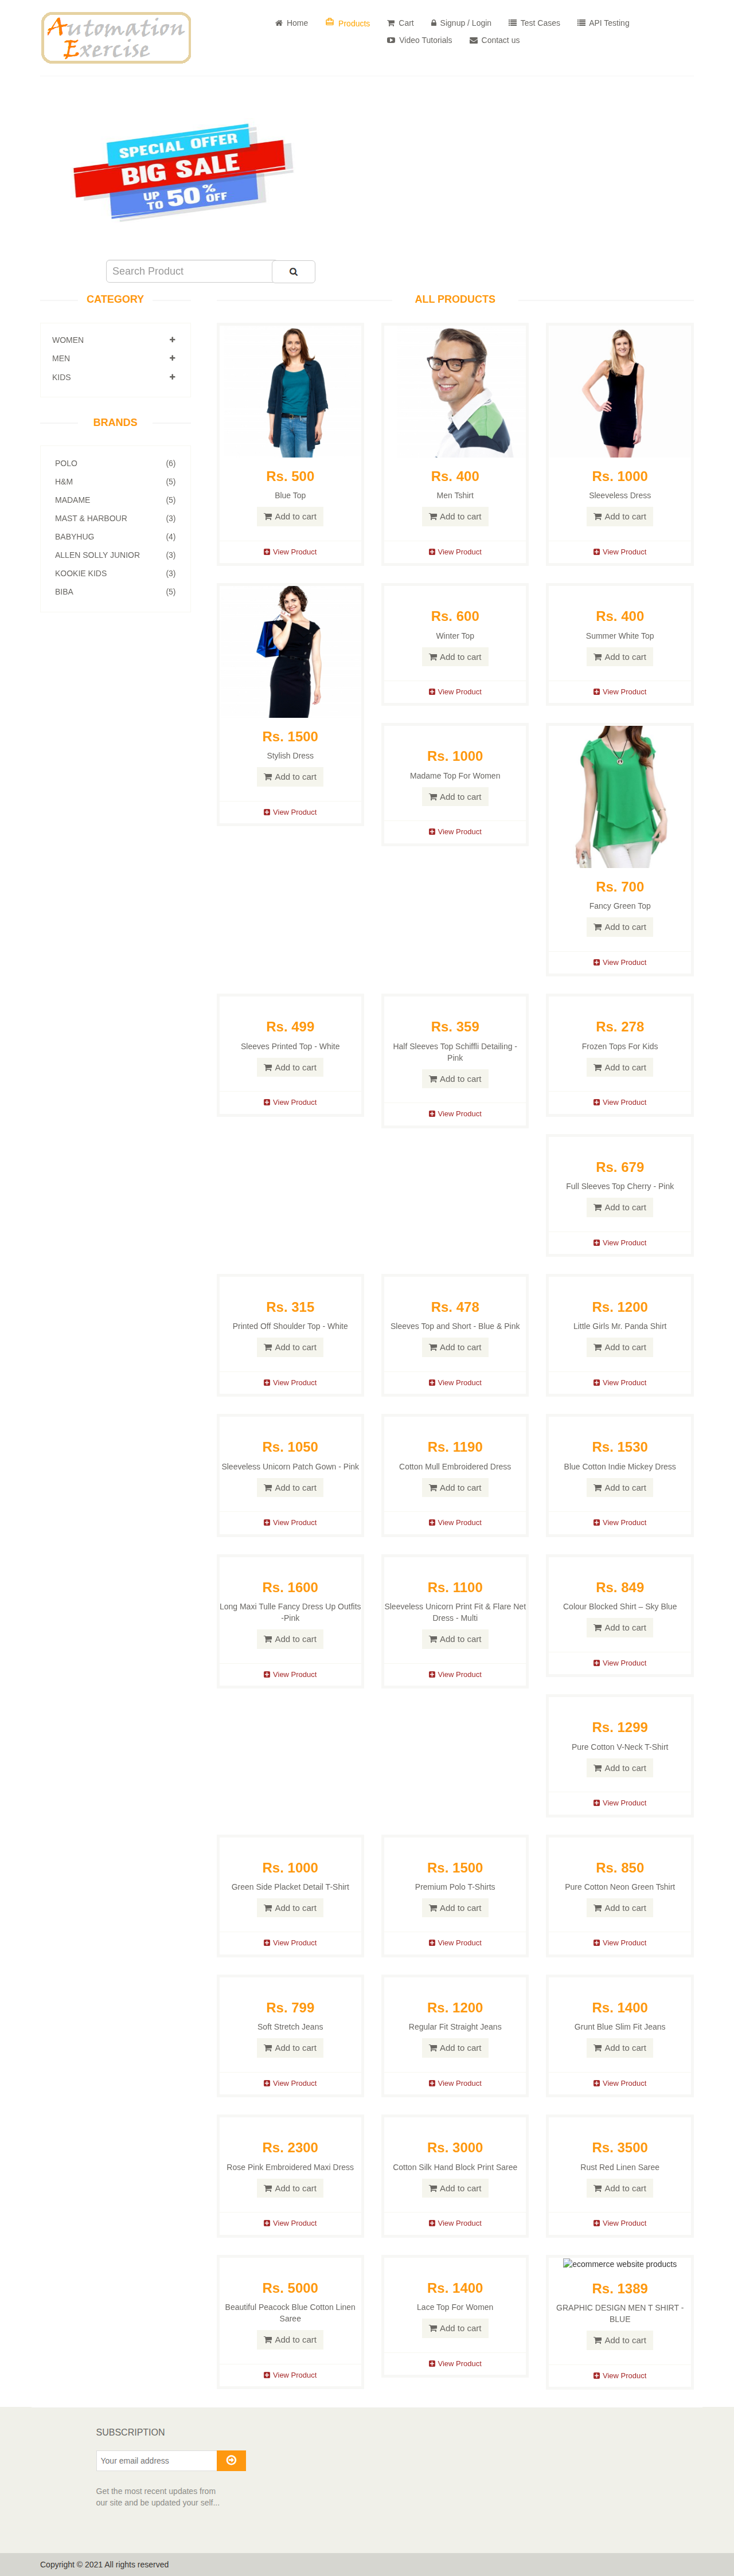 Automation
Exercise
Home
Products
Cart
Signup / Login
Test Cases
API Testing
Video Tutorials
Contact us
SPECIAL OFFER
BIG SALE
UP TO 50% OFF
Search Product
CATEGORY
WOMEN
MEN
KIDS
BRANDS
POLO (6)
H&M (5)
MADAME (5)
MAST & HARBOUR (3)
BABYHUG (4)
ALLEN SOLLY JUNIOR (3)
KOOKIE KIDS (3)
BIBA (5)
ALL PRODUCTS
Rs. 500
Blue Top
Add to cart
View Product
Rs. 400
Men Tshirt
Add to cart
View Product
Rs. 1000
Sleeveless Dress
Add to cart
View Product
Rs. 1500
Stylish Dress
Add to cart
View Product
Rs. 600
Winter Top
Add to cart
View Product
Rs. 400
Summer White Top
Add to cart
View Product
Rs. 1000
Madame Top For Women
Add to cart
View Product
Rs. 700
Fancy Green Top
Add to cart
View Product
Rs. 499
Sleeves Printed Top - White
Add to cart
View Product
Rs. 359
Half Sleeves Top Schiffli Detailing -
Pink
Add to cart
View Product
Rs. 278
Frozen Tops For Kids
Add to cart
View Product
Rs. 679
Full Sleeves Top Cherry - Pink
Add to cart
View Product
Rs. 315
Printed Off Shoulder Top - White
Add to cart
View Product
Rs. 478
Sleeves Top and Short - Blue & Pink
Add to cart
View Product
Rs. 1200
Little Girls Mr. Panda Shirt
Add to cart
View Product
Rs. 1050
Sleeveless Unicorn Patch Gown - Pink
Add to cart
View Product
Rs. 1190
Cotton Mull Embroidered Dress
Add to cart
View Product
Rs. 1530
Blue Cotton Indie Mickey Dress
Add to cart
View Product
Rs. 1600
Long Maxi Tulle Fancy Dress Up Outfits
-Pink
Add to cart
View Product
Rs. 1100
Sleeveless Unicorn Print Fit & Flare Net
Dress - Multi
Add to cart
View Product
Rs. 849
Colour Blocked Shirt – Sky Blue
Add to cart
View Product
Rs. 1299
Pure Cotton V-Neck T-Shirt
Add to cart
View Product
Rs. 1000
Green Side Placket Detail T-Shirt
Add to cart
View Product
Rs. 1500
Premium Polo T-Shirts
Add to cart
View Product
Rs. 850
Pure Cotton Neon Green Tshirt
Add to cart
View Product
Rs. 799
Soft Stretch Jeans
Add to cart
View Product
Rs. 1200
Regular Fit Straight Jeans
Add to cart
View Product
Rs. 1400
Grunt Blue Slim Fit Jeans
Add to cart
View Product
Rs. 2300
Rose Pink Embroidered Maxi Dress
Add to cart
View Product
Rs. 3000
Cotton Silk Hand Block Print Saree
Add to cart
View Product
Rs. 3500
Rust Red Linen Saree
Add to cart
View Product
Rs. 5000
Beautiful Peacock Blue Cotton Linen
Saree
Add to cart
View Product
Rs. 1400
Lace Top For Women
Add to cart
View Product
ecommerce website products
Rs. 1389
GRAPHIC DESIGN MEN T SHIRT -
BLUE
Add to cart
View Product
SUBSCRIPTION
Your email address
Get the most recent updates from
our site and be updated your self...
Copyright © 2021 All rights reserved